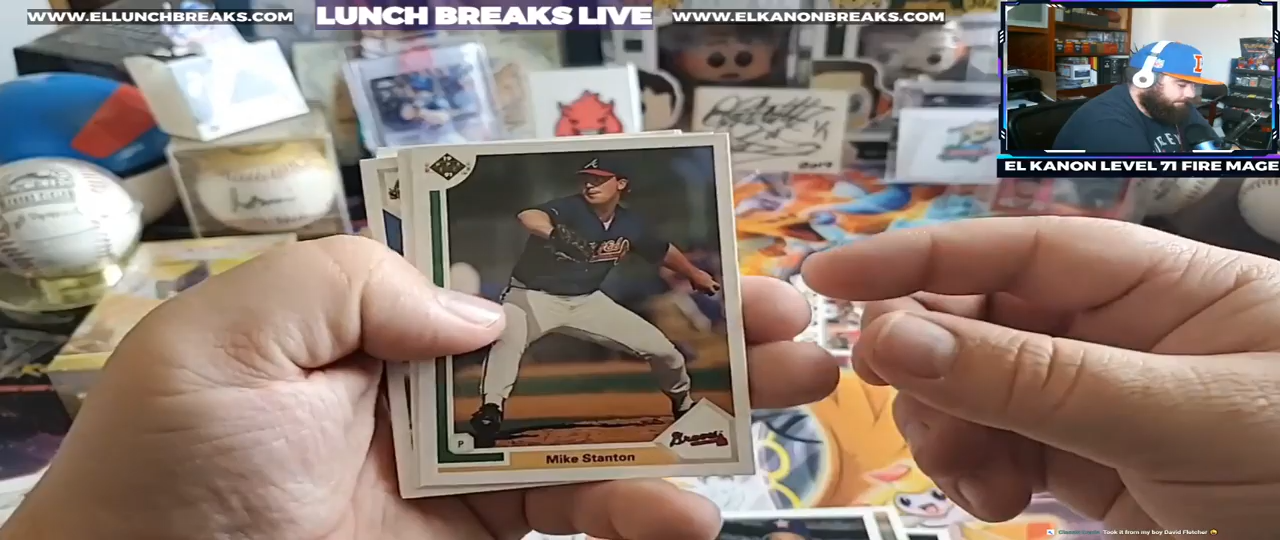 WWW.ELLUNCHBREAKS.COM
LUNCH BREAKS LIVE
WWW.ELKANONBREAKS.COM
EL KANON LEVEL 71 FIRE MAGE
Braves
P
Braves
Mike Stanton
Took it from my boy David Fletcher